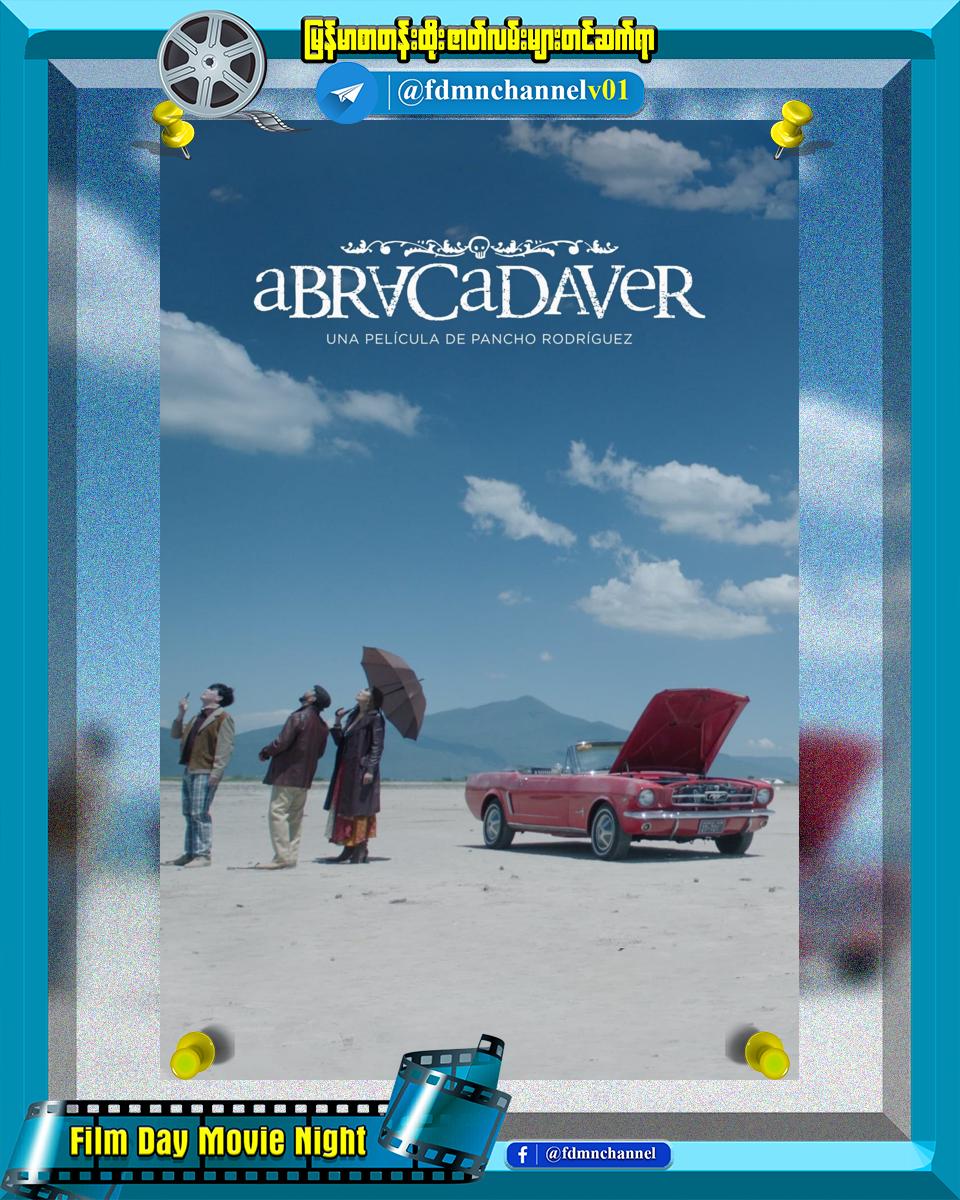 မြန်မာစာတန်းထိုးဇာတ်လမ်းများတင်ဆက်ရာ
@fdmnchannelv01
aBRACaDAVeR
UNA PELÍCULA DE PANCHO RODRÍGUEZ
Film Day Movie Night
@fdmnchannel